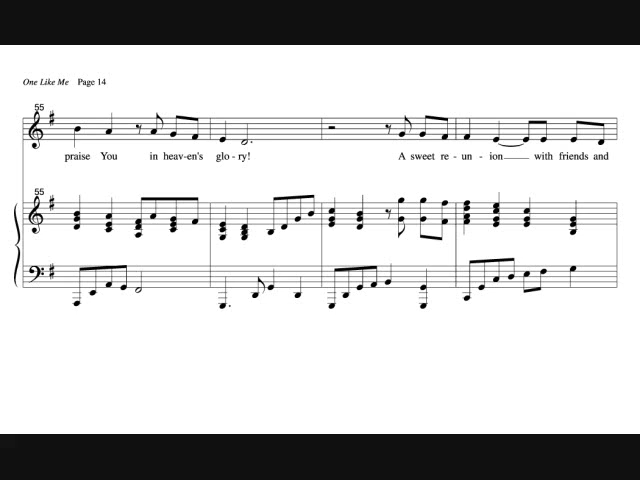 One Like Me Page 14
55
praise You in heav-en's glo-ry! A sweet re-un-ion with friends and
55